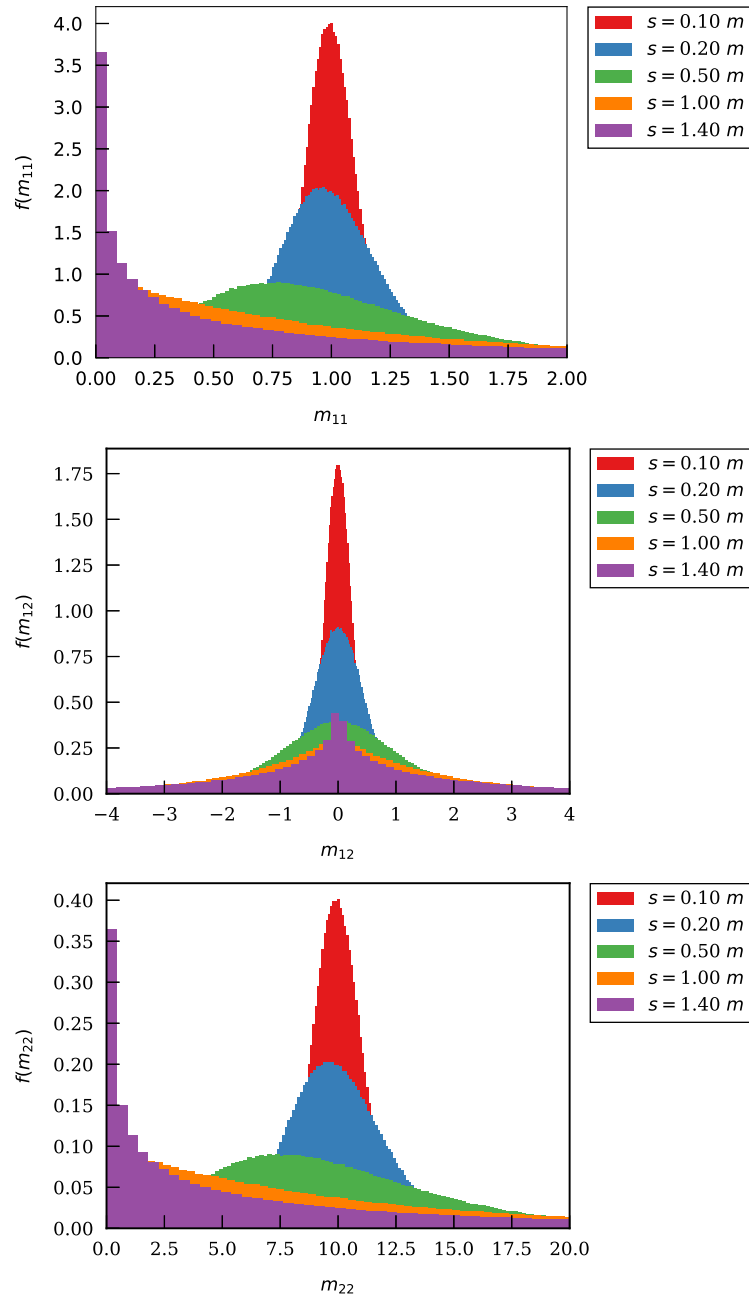 4.0
3.5
3.0
2.5
2.0
1.5
1.0
0.5
0.0
f(m₁₁)
0.00 0.25 0.50 0.75 1.00 1.25 1.50 1.75 2.00
m₁₁
s = 0.10 m
s = 0.20 m
s = 0.50 m
s = 1.00 m
s = 1.40 m
1.75
1.50
1.25
1.00
0.75
0.50
0.25
0.00
f(m₁₂)
−4 −3 −2 −1 0 1 2 3 4
m₁₂
s = 0.10 m
s = 0.20 m
s = 0.50 m
s = 1.00 m
s = 1.40 m
0.40
0.35
0.30
0.25
0.20
0.15
0.10
0.05
0.00
f(m₂₂)
0.0 2.5 5.0 7.5 10.0 12.5 15.0 17.5 20.0
m₂₂
s = 0.10 m
s = 0.20 m
s = 0.50 m
s = 1.00 m
s = 1.40 m